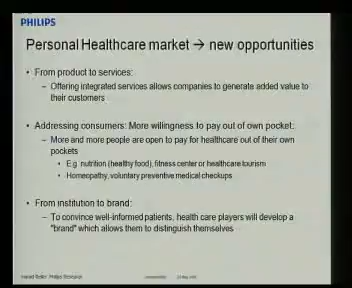 PHILIPS
Personal Healthcare market → new opportunities
• From product to services:
– Offering integrated services allows companies to generate added value to
their customers
• Addressing consumers: More willingness to pay out of own pocket:
– More and more people are open to pay for healthcare out of their own
pockets
• E.g. nutrition (healthy food), fitness center or healthcare tourism
• Homeopathy, voluntary preventive medical checkups
• From institution to brand:
– To convince well-informed patients, health care players will develop a
"brand" which allows them to distinguish themselves
Philips Research